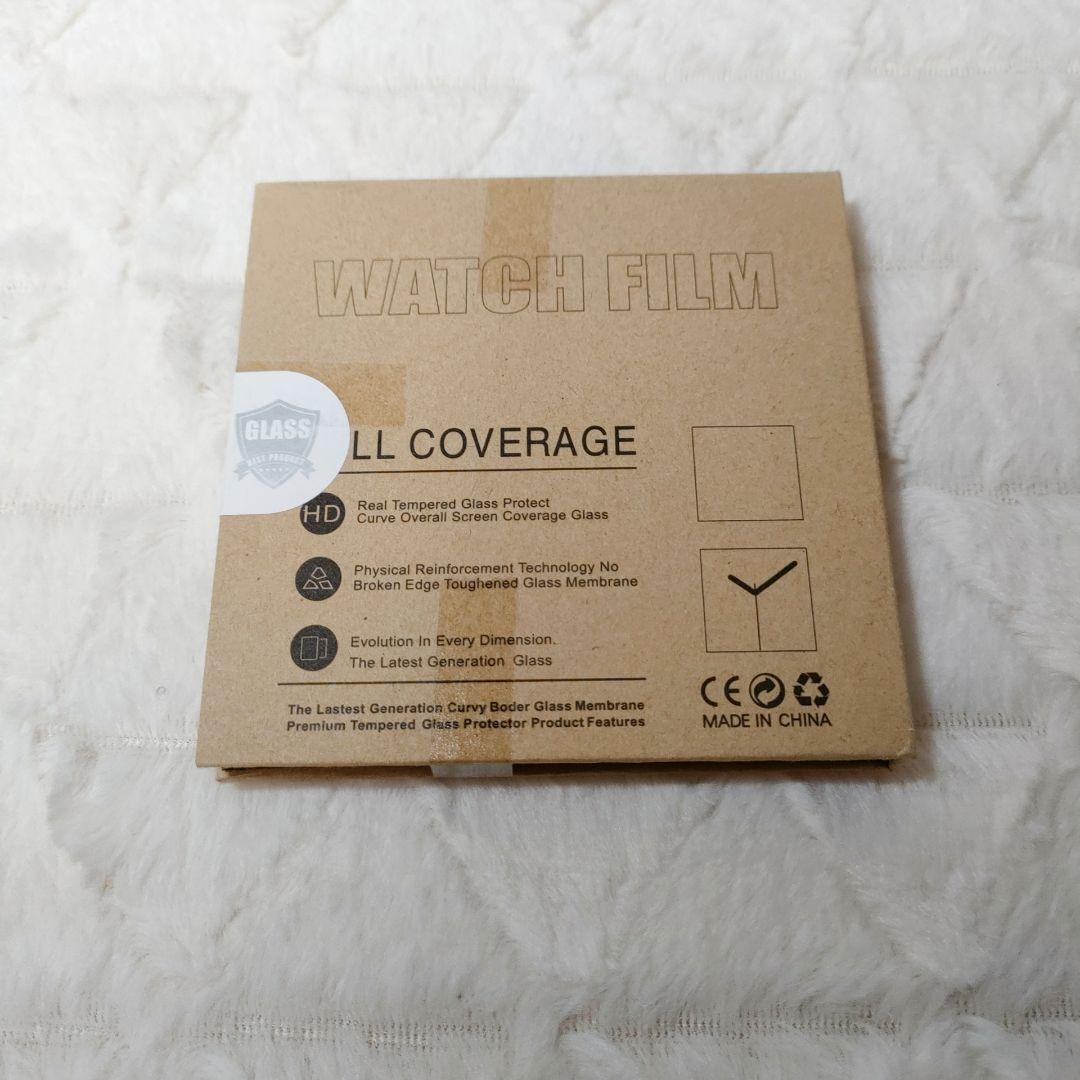 WATCH FILM
GLASS
BEST PRODUCT
LL COVERAGE
HD
Real Tempered Glass Protect
Curve Overall Screen Coverage Glass
Physical Reinforcement Technology No
Broken Edge Toughened Glass Membrane
Evolution In Every Dimension.
The Latest Generation Glass
The Lastest Generation Curvy Boder Glass Membrane
Premium Tempered Glass Protector Product Features
CE
MADE IN CHINA